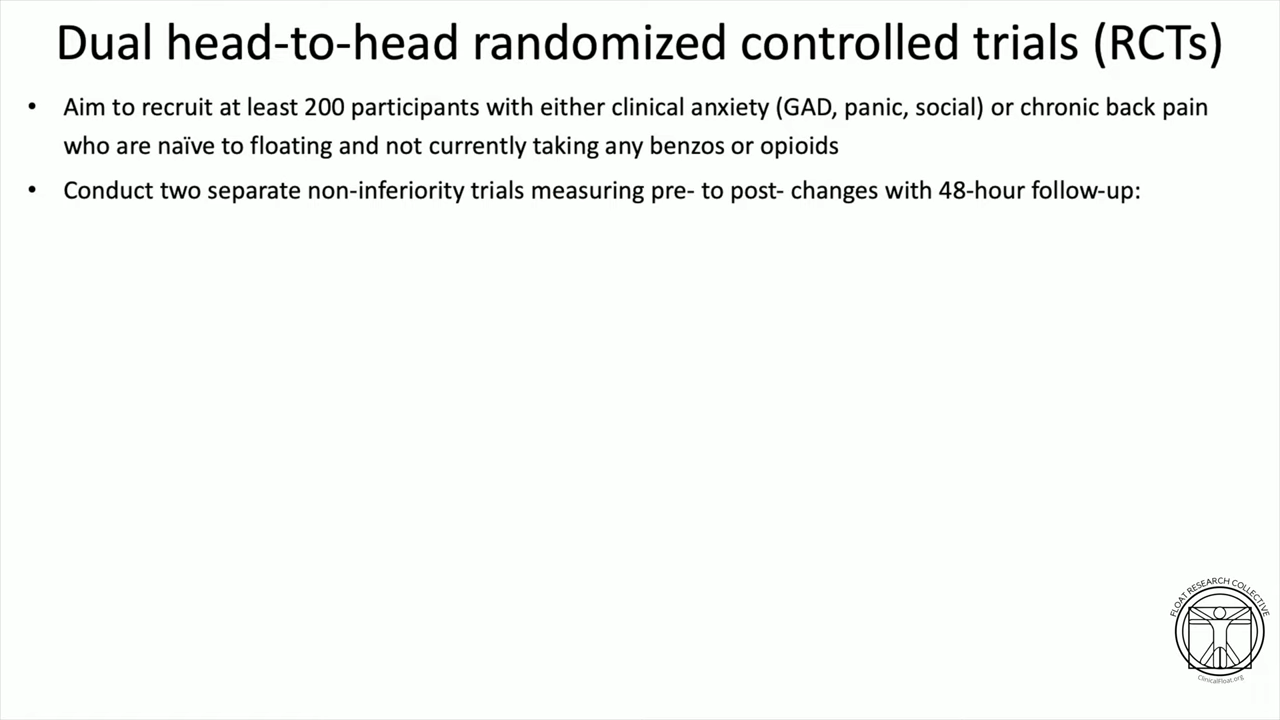 Dual head-to-head randomized controlled trials (RCTs)
• Aim to recruit at least 200 participants with either clinical anxiety (GAD, panic, social) or chronic back pain
who are naïve to floating and not currently taking any benzos or opioids
• Conduct two separate non-inferiority trials measuring pre- to post- changes with 48-hour follow-up:
FLOAT RESEARCH COLLECTIVE
ClinicalFloat.org